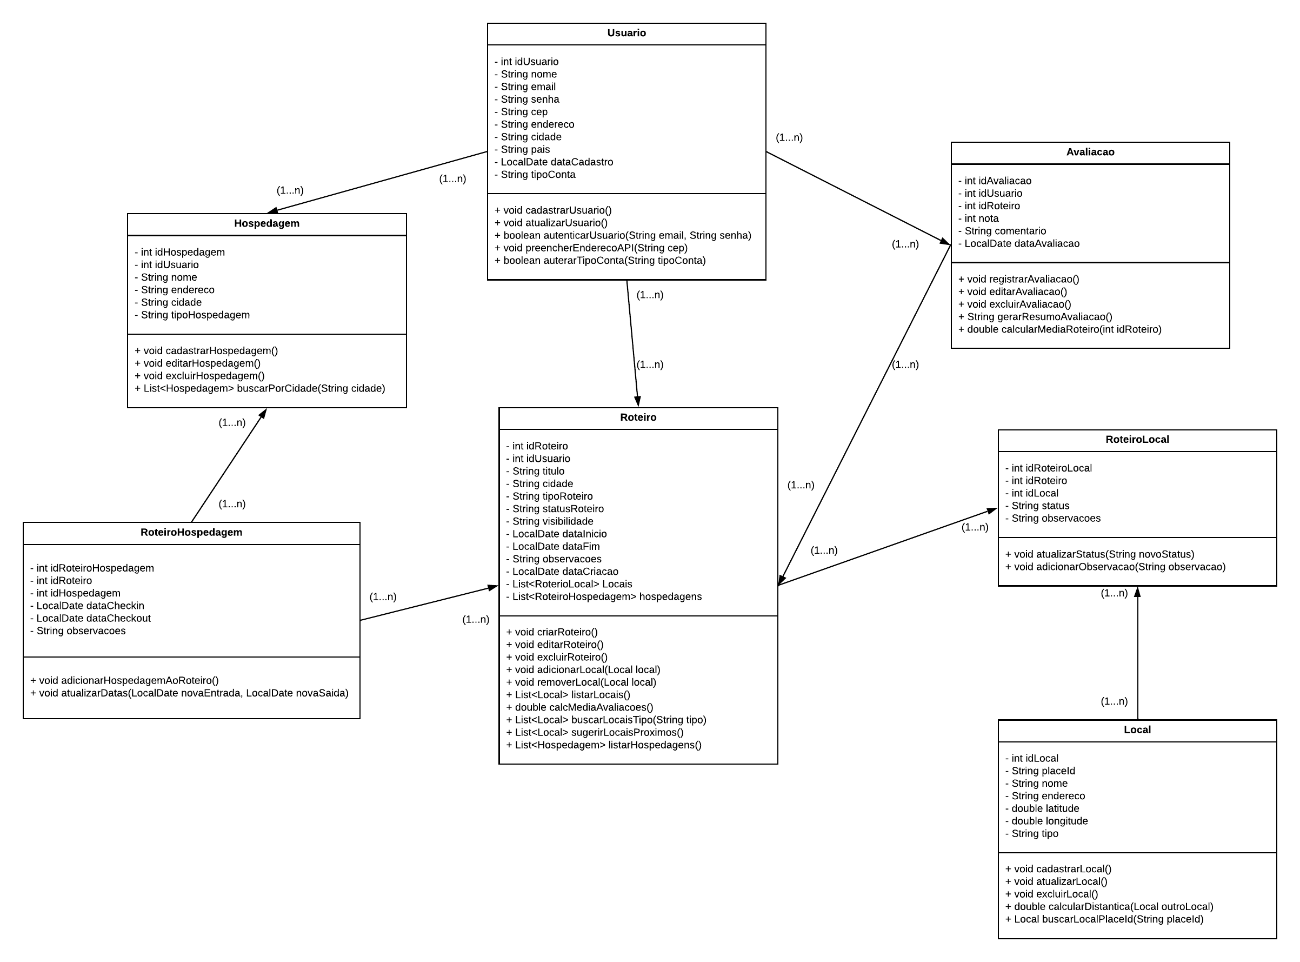 Usuario
- int idUsuario
- String nome
- String email
- String senha
- String cep
- String endereco
- String cidade
- String pais
- LocalDate dataCadastro
- String tipoConta
+ void cadastrarUsuario()
+ void atualizarUsuario()
+ boolean autenticarUsuario(String email, String senha)
+ void preencherEnderecoAPI(String cep)
+ boolean auterarTipoConta(String tipoConta)
(1...n)
(1...n)
(1...n)
(1...n)
(1...n)
(1...n)
Avaliacao
- int idAvaliacao
- int idUsuario
- int idRoteiro
- int nota
- String comentario
- LocalDate dataAvaliacao
+ void registrarAvaliacao()
+ void editarAvaliacao()
+ void excluirAvaliacao()
+ String gerarResumoAvaliacao()
+ double calcularMediaRoteiro(int idRoteiro)
(1...n)
(1...n)
Hospedagem
- int idHospedagem
- int idUsuario
- String nome
- String endereco
- String cidade
- String tipoHospedagem
+ void cadastrarHospedagem()
+ void editarHospedagem()
+ void excluirHospedagem()
+ List<Hospedagem> buscarPorCidade(String cidade)
(1...n)
(1...n)
RoteiroHospedagem
- int idRoteiroHospedagem
- int idRoteiro
- int idHospedagem
- LocalDate dataCheckin
- LocalDate dataCheckout
- String observacoes
+ void adicionarHospedagemAoRoteiro()
+ void atualizarDatas(LocalDate novaEntrada, LocalDate novaSaida)
(1...n)
(1...n)
Roteiro
- int idRoteiro
- int idUsuario
- String titulo
- String cidade
- String tipoRoteiro
- String statusRoteiro
- String visibilidade
- LocalDate dataInicio
- LocalDate dataFim
- String observacoes
- LocalDate dataCriacao
- List<RoterioLocal> Locais
- List<RoteiroHospedagem> hospedagens
+ void criarRoteiro()
+ void editarRoteiro()
+ void excluirRoteiro()
+ void adicionarLocal(Local local)
+ void removerLocal(Local local)
+ List<Local> listarLocais()
+ double calcMediaAvaliacoes()
+ List<Local> buscarLocaisTipo(String tipo)
+ List<Local> sugerirLocaisProximos()
+ List<Hospedagem> listarHospedagens()
(1...n)
(1...n)
RoteiroLocal
- int idRoteiroLocal
- int idRoteiro
- int idLocal
- String status
- String observacoes
+ void atualizarStatus(String novoStatus)
+ void adicionarObservacao(String observacao)
(1...n)
(1...n)
Local
- int idLocal
- String placeId
- String nome
- String endereco
- double latitude
- double longitude
- String tipo
+ void cadastrarLocal()
+ void atualizarLocal()
+ void excluirLocal()
+ double calcularDistantica(Local outroLocal)
+ Local buscarLocalPlaceId(String placeId)